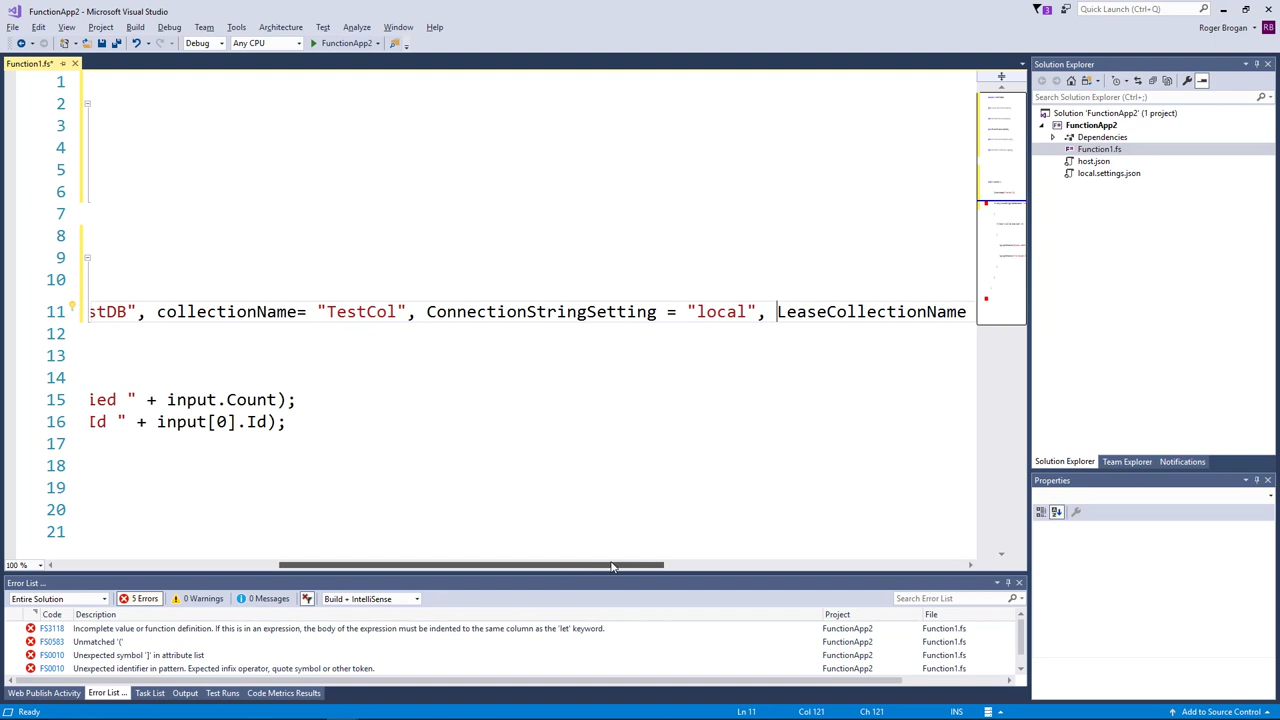 FunctionApp2 - Microsoft Visual Studio
3
Quick Launch (Ctrl+Q)
File Edit View Project Build Debug Team Tools Architecture Test Analyze Window Help
Roger Brogan RB
Debug Any CPU FunctionApp2
Function1.fs*
Solution Explorer
1
2
3
4
5
6
7
8
9
10
11 stDB", collectionName= "TestCol", ConnectionStringSetting = "local", LeaseCollectionName
12
13
14
15 ied " + input.Count);
16 Id " + input[0].Id);
17
18
19
20
21
Search Solution Explorer (Ctrl+;)
Solution 'FunctionApp2' (1 project)
FunctionApp2
Dependencies
Function1.fs
host.json
local.settings.json
Solution Explorer Team Explorer Notifications
Properties
100 %
Error List ...
Entire Solution 5 Errors 0 Warnings 0 Messages Build + IntelliSense Search Error List
Code Description Project File
FS3118 Incomplete value or function definition. If this is in an expression, the body of the expression must be indented to the same column as the 'let' keyword. FunctionApp2 Function1.fs
FS0583 Unmatched '(' FunctionApp2 Function1.fs
FS0010 Unexpected symbol ']' in attribute list FunctionApp2 Function1.fs
FS0010 Unexpected identifier in pattern. Expected infix operator, quote symbol or other token. FunctionApp2 Function1.fs
Web Publish Activity Error List ... Task List Output Test Runs Code Metrics Results
Ready Ln 11 Col 121 Ch 121 INS Add to Source Control